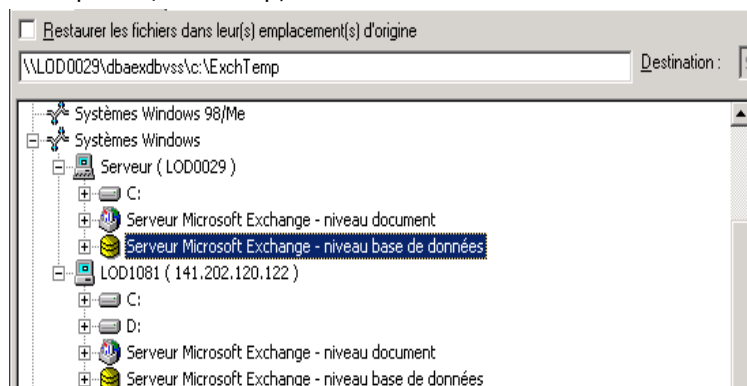 Restaurer les fichiers dans leur(s) emplacement(s) d'origine
\\LOD0029\dbaexdbvss\c:\ExchTemp
Destination :
Systèmes Windows 98/Me
Systèmes Windows
Serveur ( LOD0029 )
C:
Serveur Microsoft Exchange - niveau document
Serveur Microsoft Exchange - niveau base de données
LOD1081 ( 141.202.120.122 )
C:
D:
Serveur Microsoft Exchange - niveau document
Serveur Microsoft Exchange - niveau base de données